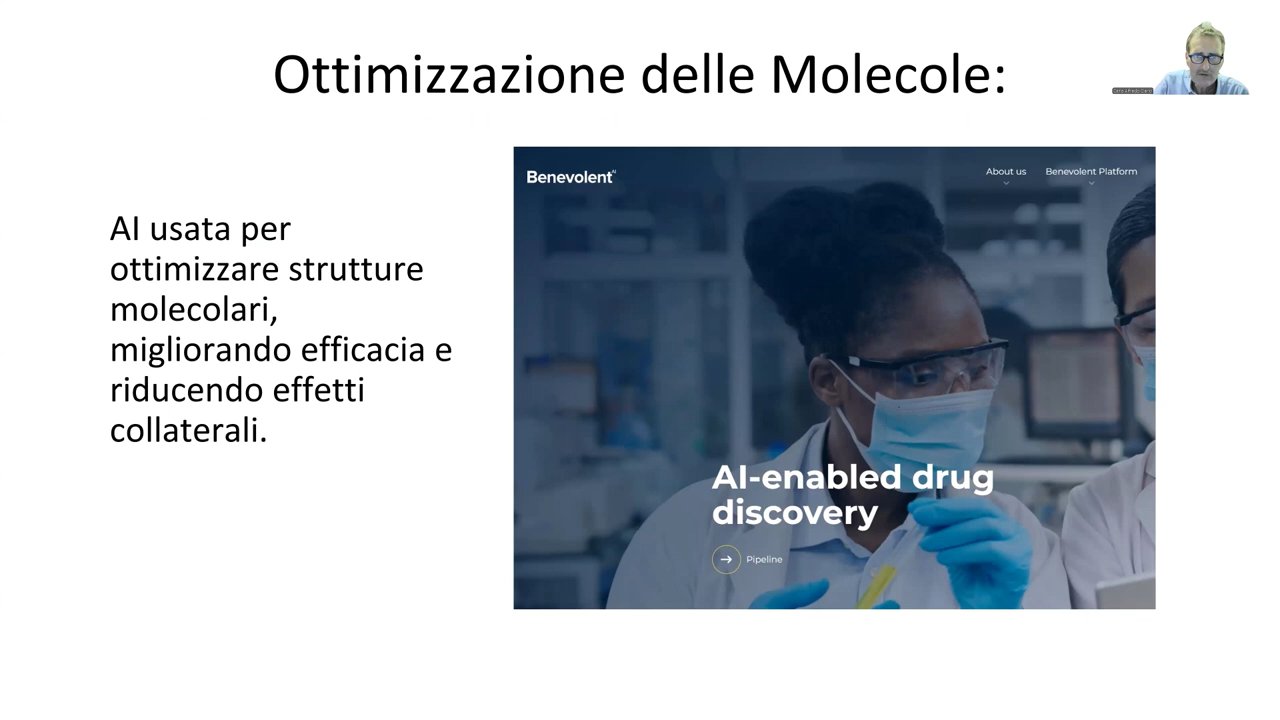 Ottimizzazione delle Molecole:
AI usata per
ottimizzare strutture
molecolari,
migliorando efficacia e
riducendo effetti
collaterali.
Benevolent AI
About us
Benevolent Platform
AI-enabled drug
discovery
Pipeline